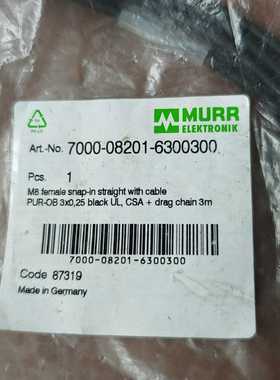 MURR
ELEKTRONIK
Art.-No. 7000-08201-6300300
Pcs. 1
M8 female snap-in straight with cable
PUR-OB 3x0,25 black UL, CSA + drag chain 3m
7000-08201-6300300
Code 87319
Made in Germany